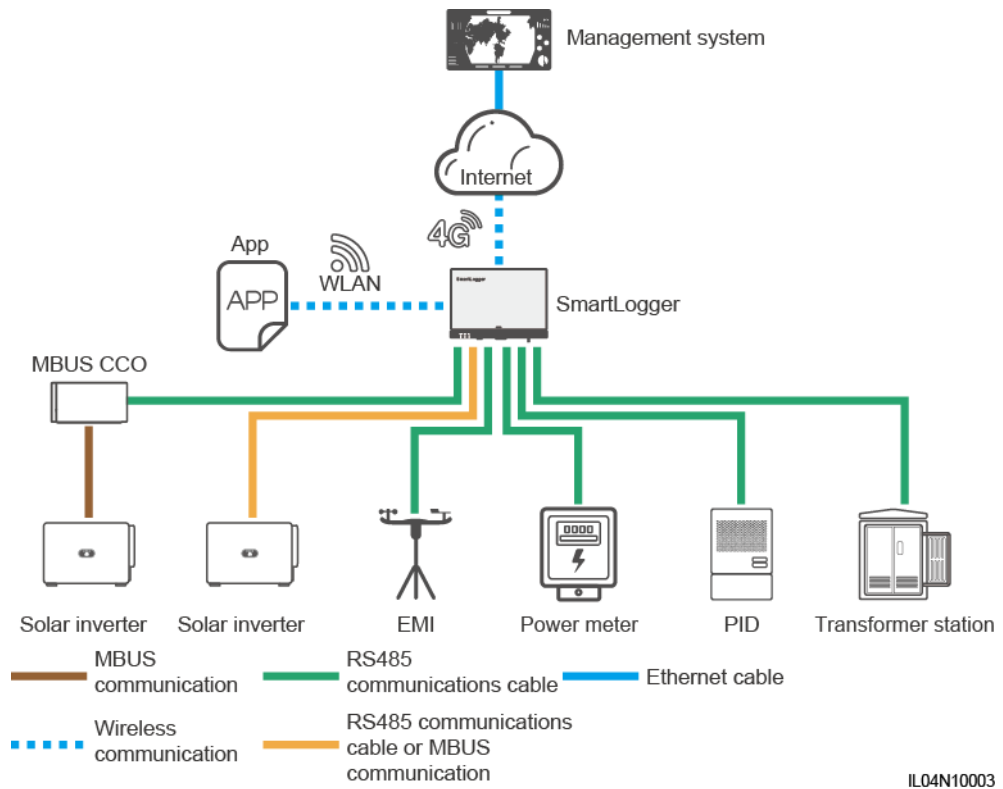 Management system
Internet
4G
App
WLAN
APP
SmartLogger
SmartLogger
MBUS CCO
Solar inverter
Solar inverter
EMI
Power meter
PID
Transformer station
MBUS
communication
RS485
communications cable
Ethernet cable
Wireless
communication
RS485 communications
cable or MBUS
communication
IL04N10003